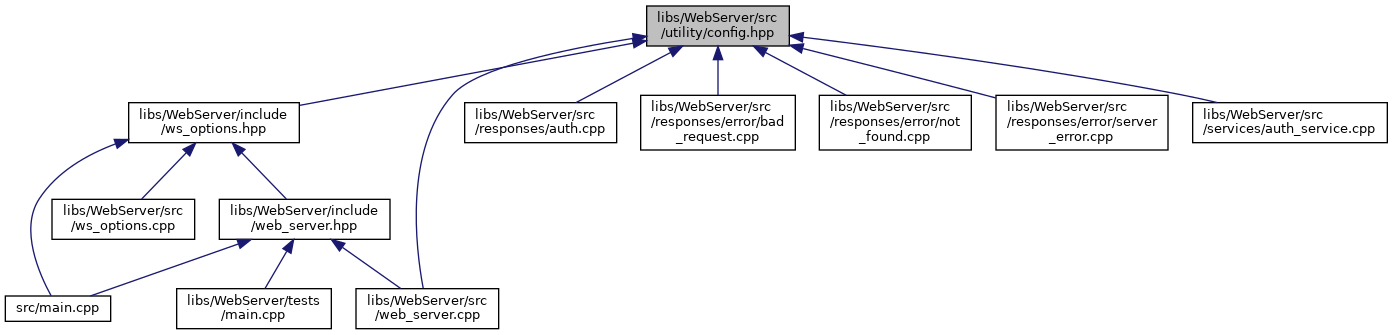 libs/WebServer/src
/utility/config.hpp
libs/WebServer/include
/ws_options.hpp
libs/WebServer/src
/responses/auth.cpp
libs/WebServer/src
/responses/error/bad
_request.cpp
libs/WebServer/src
/responses/error/not
_found.cpp
libs/WebServer/src
/responses/error/server
_error.cpp
libs/WebServer/src
/services/auth_service.cpp
libs/WebServer/src
/ws_options.cpp
libs/WebServer/include
/web_server.hpp
src/main.cpp
libs/WebServer/tests
/main.cpp
libs/WebServer/src
/web_server.cpp